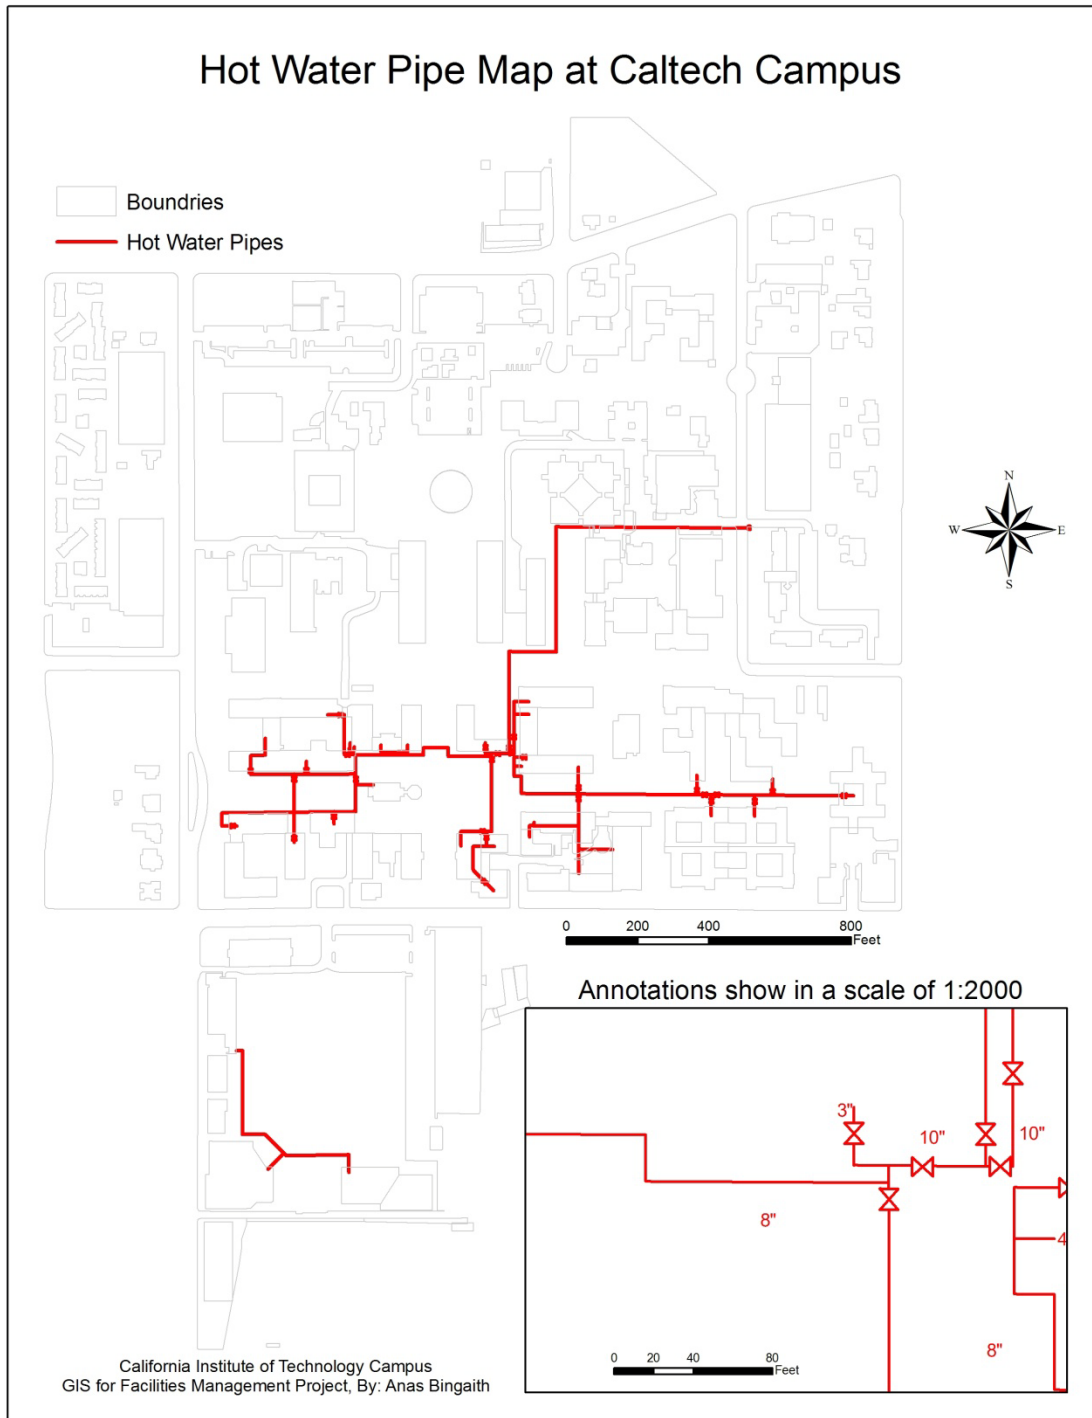 Hot Water Pipe Map at Caltech Campus
Boundries
Hot Water Pipes
N
W E
S
0 200 400 800
Feet
Annotations show in a scale of 1:2000
3"
10" 10"
8"
4
8"
0 20 40 80
Feet
California Institute of Technology Campus
GIS for Facilities Management Project, By: Anas Bingaith